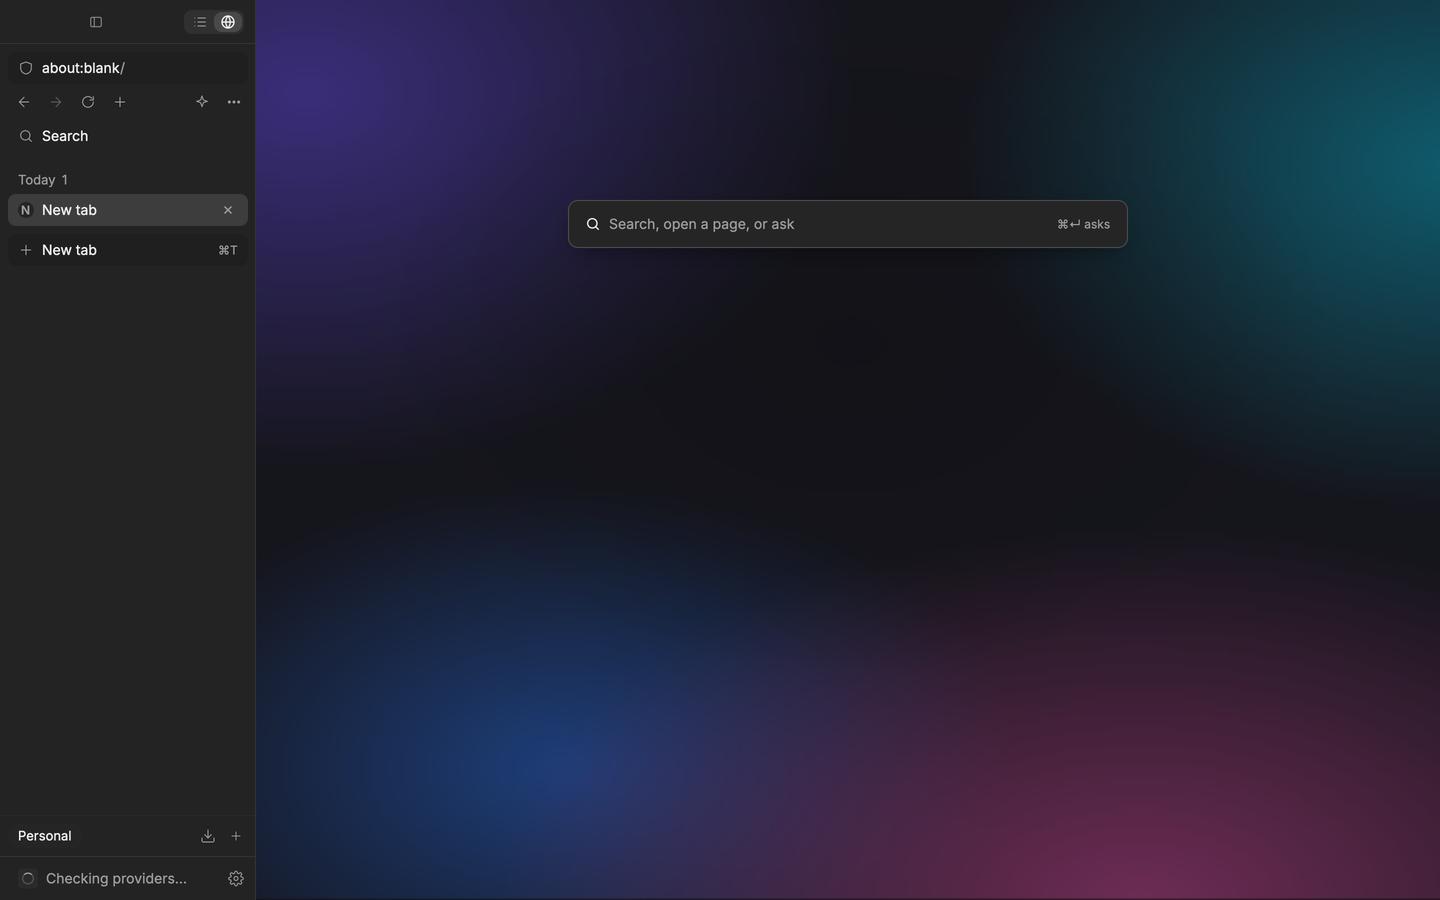 about:blank/
Search
Today 1
N New tab
New tab ⌘T
Search, open a page, or ask ⌘↵ asks
Personal
Checking providers...